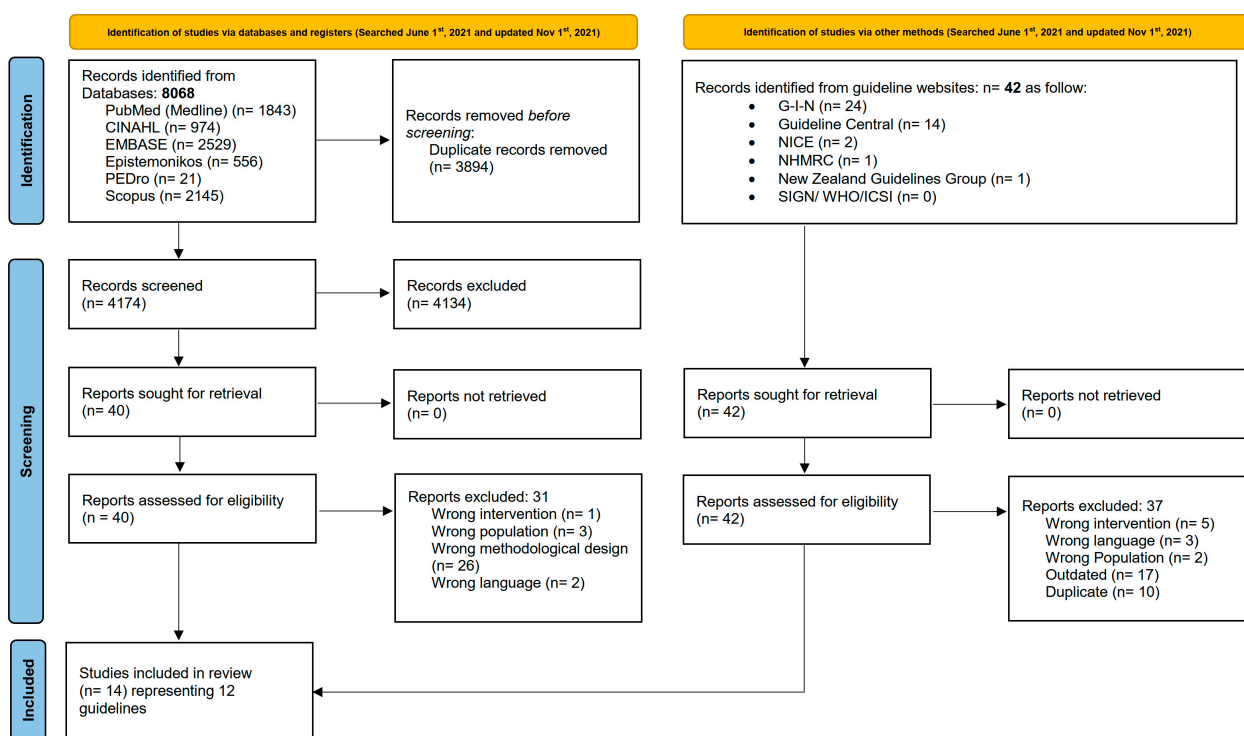 Identification of studies via databases and registers (Searched June 1st, 2021 and updated Nov 1st, 2021)
Identification of studies via other methods (Searched June 1st, 2021 and updated Nov 1st, 2021)
Identification
Records identified from
Databases: 8068
PubMed (Medline) (n= 1843)
CINAHL (n= 974)
EMBASE (n= 2529)
Epistemonikos (n= 556)
PEDro (n= 21)
Scopus (n= 2145)
Records removed before
screening:
Duplicate records removed
(n= 3894)
Records identified from guideline websites: n= 42 as follow:
• G-I-N (n= 24)
• Guideline Central (n= 14)
• NICE (n= 2)
• NHMRC (n= 1)
• New Zealand Guidelines Group (n= 1)
• SIGN/ WHO/ICSI (n= 0)
Screening
Records screened
(n= 4174)
Records excluded
(n= 4134)
Reports sought for retrieval
(n= 40)
Reports not retrieved
(n= 0)
Reports sought for retrieval
(n= 42)
Reports not retrieved
(n= 0)
Reports assessed for eligibility
(n = 40)
Reports excluded: 31
Wrong intervention (n= 1)
Wrong population (n= 3)
Wrong methodological design
(n= 26)
Wrong language (n= 2)
Reports assessed for eligibility
(n= 42)
Reports excluded: 37
Wrong intervention (n= 5)
Wrong language (n= 3)
Wrong Population (n= 2)
Outdated (n= 17)
Duplicate (n= 10)
Included
Studies included in review
(n= 14) representing 12
guidelines